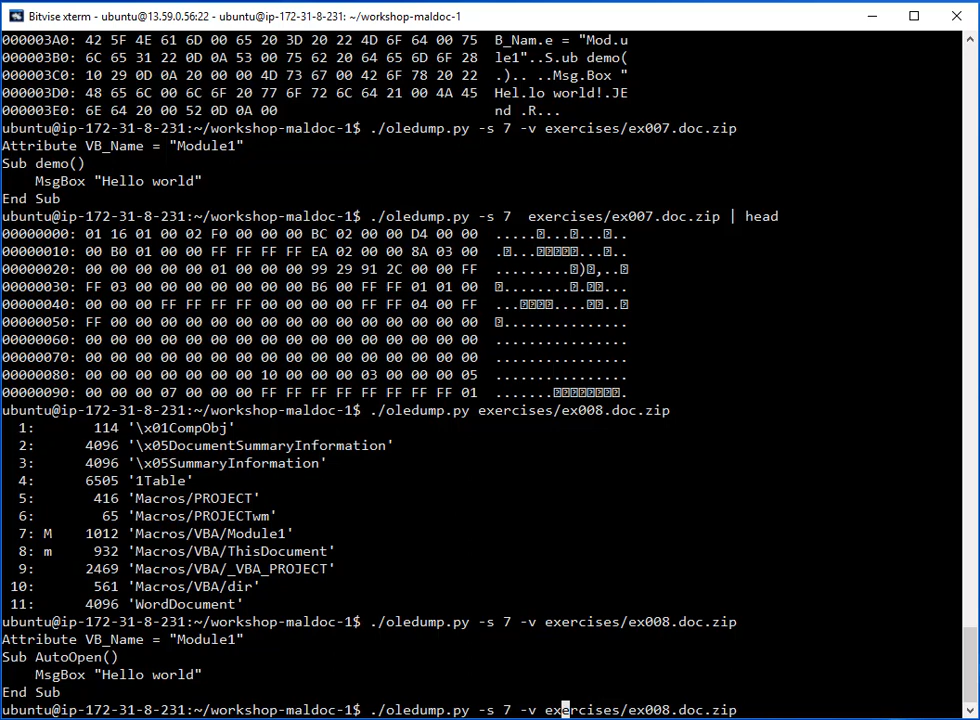 Bitvise xterm - ubuntu@13.59.0.56:22 - ubuntu@ip-172-31-8-231: ~/workshop-maldoc-1
000003A0: 42 5F 4E 61 6D 00 65 20 3D 20 22 4D 6F 64 00 75  B_Nam.e = "Mod.u
000003B0: 6C 65 31 22 0D 0A 53 00 75 62 20 64 65 6D 6F 28  le1"..S.ub demo(
000003C0: 10 29 0D 0A 20 00 00 4D 73 67 00 42 6F 78 20 22  .).. ..Msg.Box "
000003D0: 48 65 6C 00 6C 6F 20 77 6F 72 6C 64 21 00 4A 45  Hel.lo world!.JE
000003E0: 6E 64 20 00 52 0D 0A 00                          nd .R...
ubuntu@ip-172-31-8-231:~/workshop-maldoc-1$ ./oledump.py -s 7 -v exercises/ex007.doc.zip
Attribute VB_Name = "Module1"
Sub demo()
    MsgBox "Hello world"
End Sub
ubuntu@ip-172-31-8-231:~/workshop-maldoc-1$ ./oledump.py -s 7  exercises/ex007.doc.zip | head
00000000: 01 16 01 00 02 F0 00 00 00 BC 02 00 00 D4 00 00  .....⍰...⍰...⍰..
00000010: 00 B0 01 00 00 FF FF FF FF EA 02 00 00 8A 03 00  .⍰...⍰⍰⍰⍰⍰...⍰..
00000020: 00 00 00 00 00 01 00 00 00 99 29 91 2C 00 00 FF  .........⍰)⍰,..⍰
00000030: FF 03 00 00 00 00 00 00 00 B6 00 FF FF 01 01 00  ⍰........⍰.⍰⍰...
00000040: 00 00 00 FF FF FF FF 00 00 00 00 FF FF 04 00 FF  ...⍰⍰⍰⍰....⍰⍰..⍰
00000050: FF 00 00 00 00 00 00 00 00 00 00 00 00 00 00 00  ⍰...............
00000060: 00 00 00 00 00 00 00 00 00 00 00 00 00 00 00 00  ................
00000070: 00 00 00 00 00 00 00 00 00 00 00 00 00 00 00 00  ................
00000080: 00 00 00 00 00 00 00 10 00 00 00 03 00 00 00 05  ................
00000090: 00 00 00 07 00 00 00 FF FF FF FF FF FF FF FF 01  .......⍰⍰⍰⍰⍰⍰⍰⍰.
ubuntu@ip-172-31-8-231:~/workshop-maldoc-1$ ./oledump.py exercises/ex008.doc.zip
  1:       114 '\x01CompObj'
  2:      4096 '\x05DocumentSummaryInformation'
  3:      4096 '\x05SummaryInformation'
  4:      6505 '1Table'
  5:       416 'Macros/PROJECT'
  6:        65 'Macros/PROJECTwm'
  7: M    1012 'Macros/VBA/Module1'
  8: m     932 'Macros/VBA/ThisDocument'
  9:      2469 'Macros/VBA/_VBA_PROJECT'
 10:       561 'Macros/VBA/dir'
 11:      4096 'WordDocument'
ubuntu@ip-172-31-8-231:~/workshop-maldoc-1$ ./oledump.py -s 7 -v exercises/ex008.doc.zip
Attribute VB_Name = "Module1"
Sub AutoOpen()
    MsgBox "Hello world"
End Sub
ubuntu@ip-172-31-8-231:~/workshop-maldoc-1$ ./oledump.py -s 7 -v exercises/ex008.doc.zip